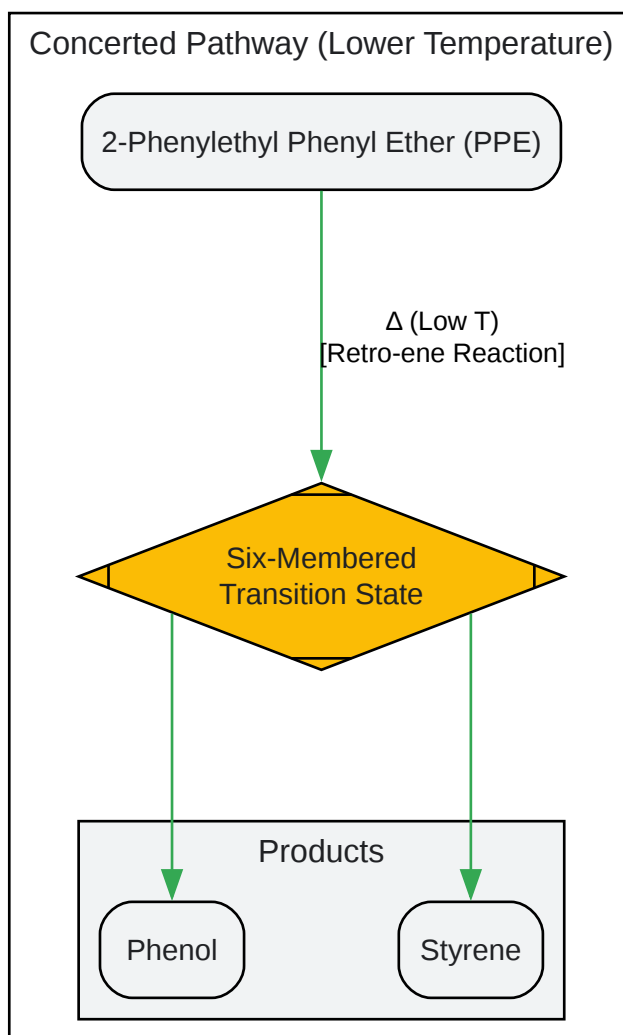 Concerted Pathway (Lower Temperature)
2-Phenylethyl Phenyl Ether (PPE)
Δ (Low T)
[Retro-ene Reaction]
Six-Membered
Transition State
Products
Phenol
Styrene